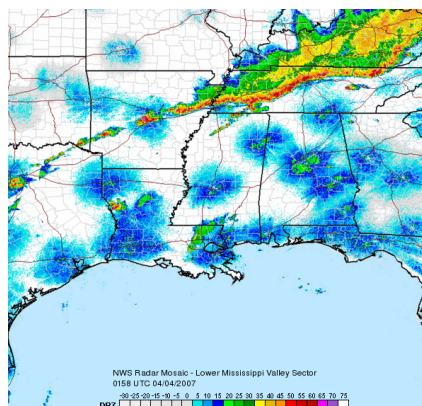 NWS Radar Mosaic - Lower Mississippi Valley Sector
0158 UTC 04/04/2007
-30 -25 -20 -15 -10 -5 0 5 10 15 20 25 30 35 40 45 50 55 60 65 70 75
DBZ